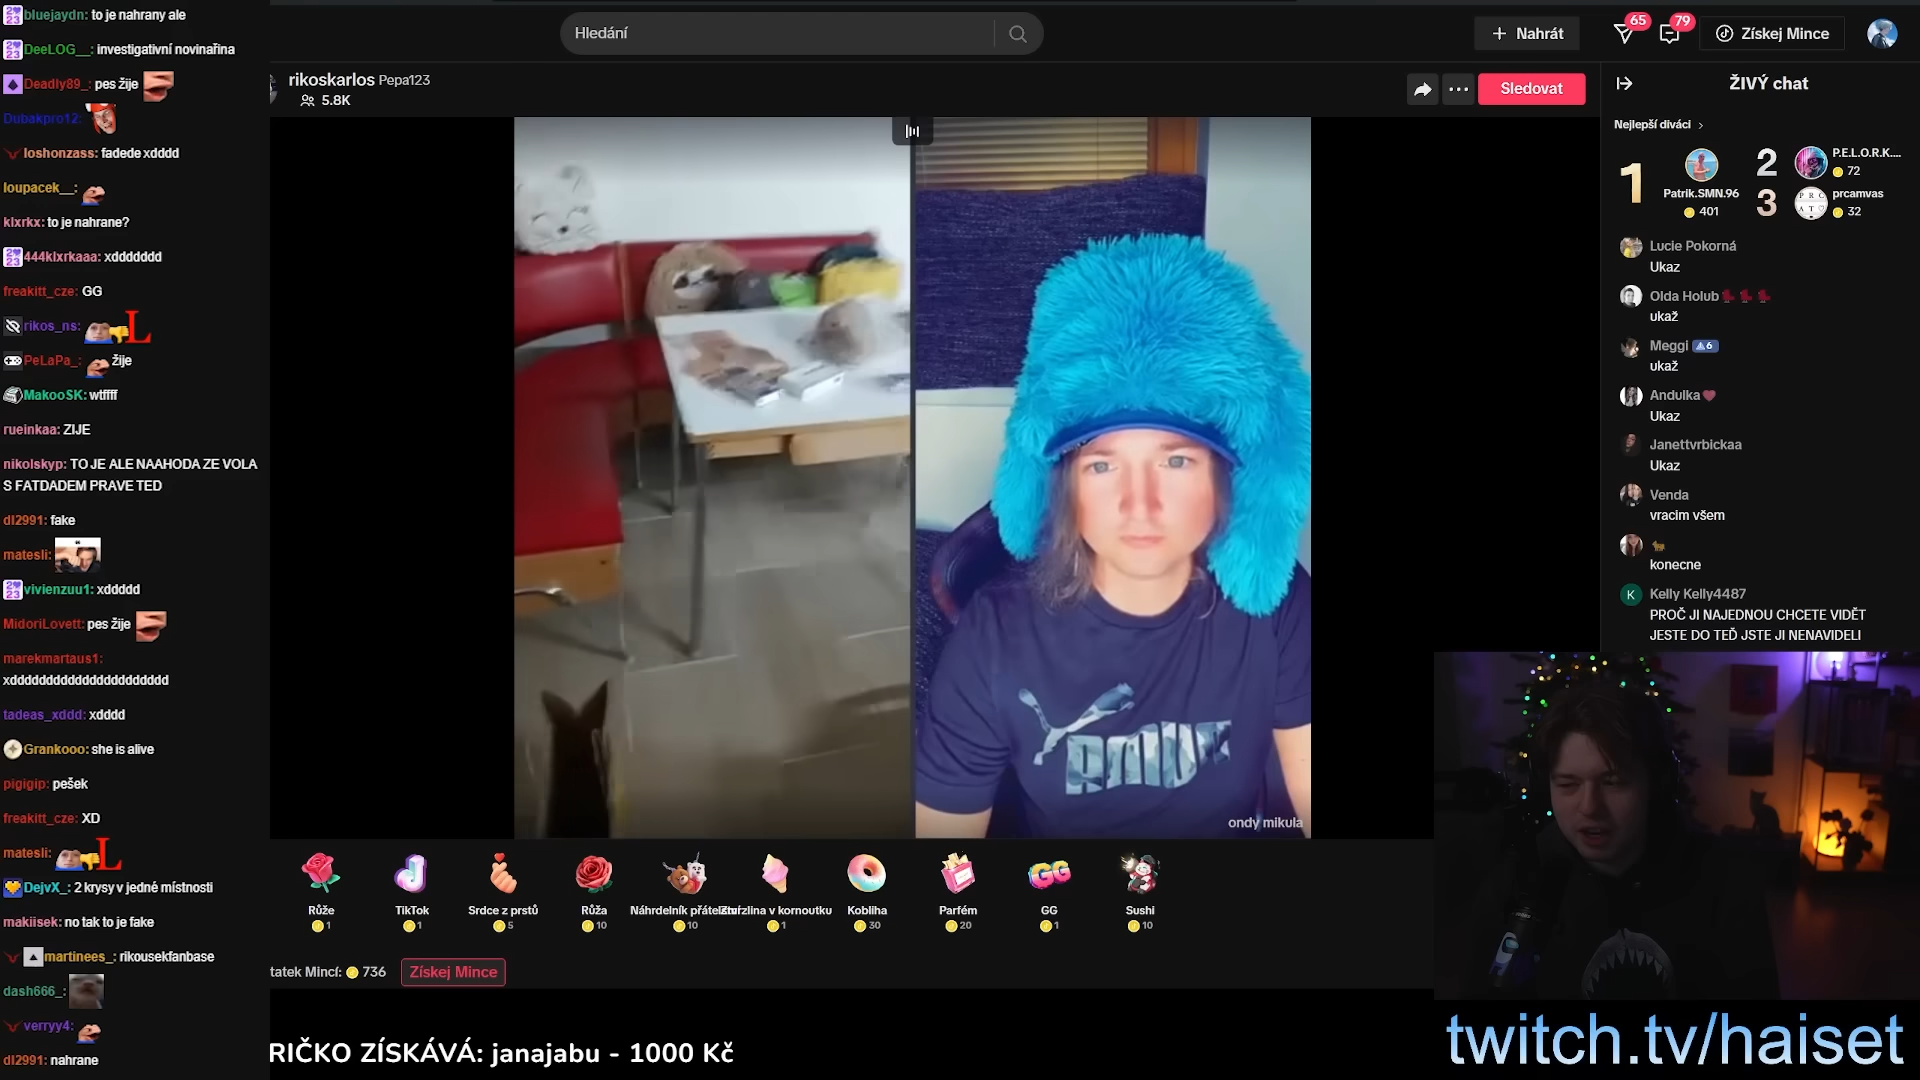 bluejaydn: to je nahrany ale
DeeLOG__: investigativní novinařina
Deadly89_: pes žije
Dubakpro12:
loshonzass: fadede xdddd
loupacek__:
klxrkx: to je nahrane?
444klxrkaaa: xddddddd
freakitt_cze: GG
rikos_ns: L
PeLaPa_: žije
MakooSK: wtffff
rueinkaa: ZIJE
nikolskyp: TO JE ALE NAAHODA ZE VOLA
S FATDADEM PRAVE TED
dl2991: fake
matesli:
vivienzuu1: xddddd
MidoriLovett: pes žije
marekmartaus1:
xdddddddddddddddddddddd
tadeas_xddd: xdddd
Grankooo: she is alive
pigigip: pešek
freakitt_cze: XD
matesli: L
DejvX_: 2 krysy v jedné místnosti
makiisek: no tak to je fake
martinees_: rikousekfanbase
dash666_:
verryy4:
dl2991: nahrane
Hledání
Nahrát
65
79
Získej Mince
rikoskarlos Pepa123
5.8K
Sledovat
ŽIVÝ chat
Nejlepší diváci
1
Patrik.SMN.96
401
2
P.E.L.O.R.K....
72
3
prcamvas
32
Lucie Pokorná
Ukaz
Olda Holub
ukaž
Meggi 6
ukaž
Andulka
Ukaz
Janettvrbickaa
Ukaz
Venda
vracim všem
konecne
K
Kelly Kelly4487
PROČ JI NAJEDNOU CHCETE VIDĚT
JESTE DO TEĎ JSTE JI NENAVIDELI
ondy mikula
GG
Růže
TikTok
Srdce z prstů
Růža
Náhrdelník
Zmrzlina v kornoutku
Kobliha
Parfém
GG
Sushi
1
1
5
10
10
1
30
20
1
10
tatek Mincí: 736
Získej Mince
RIČKO ZÍSKÁVÁ: janajabu - 1000 Kč
twitch.tv/haiset